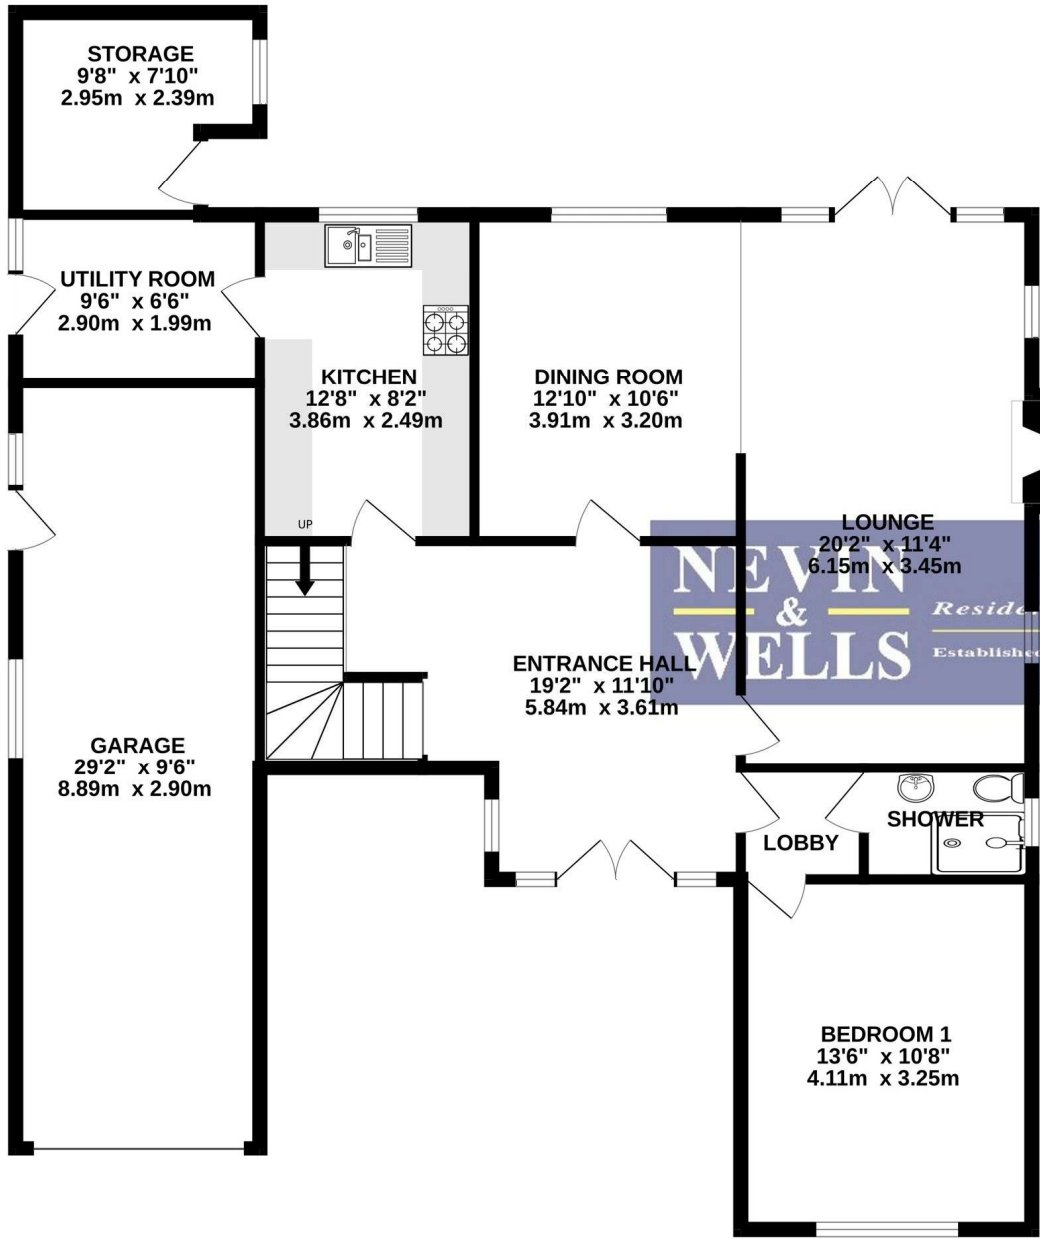 STORAGE
9'8" x 7'10"
2.95m x 2.39m
UTILITY ROOM
9'6" x 6'6"
2.90m x 1.99m
KITCHEN
12'8" x 8'2"
3.86m x 2.49m
DINING ROOM
12'10" x 10'6"
3.91m x 3.20m
UP
LOUNGE
20'2" x 11'4"
6.15m x 3.45m
NEVIN
&
WELLS
Reside
Established
ENTRANCE HALL
19'2" x 11'10"
5.84m x 3.61m
GARAGE
29'2" x 9'6"
8.89m x 2.90m
SHOWER
LOBBY
BEDROOM 1
13'6" x 10'8"
4.11m x 3.25m